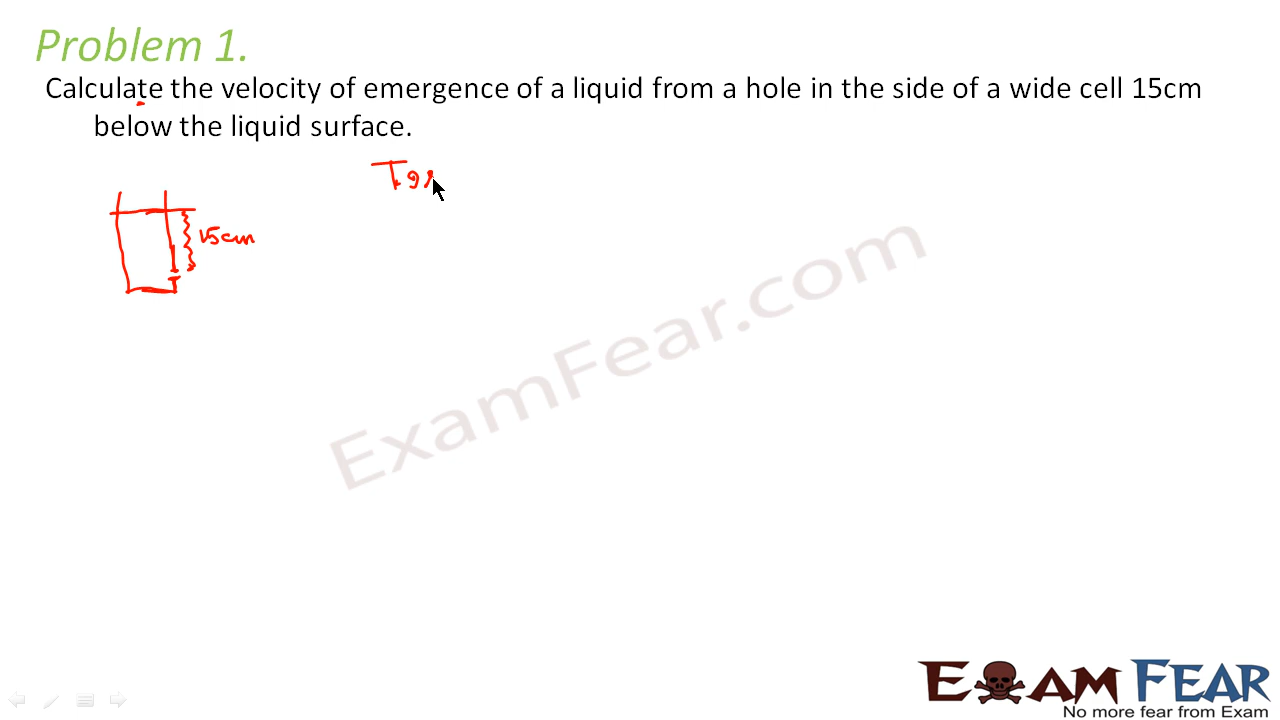 Problem 1.
Calculate the velocity of emergence of a liquid from a hole in the side of a wide cell 15cm
below the liquid surface.
15cm
ExamFear.com
EXAM FEAR
No more fear from Exam